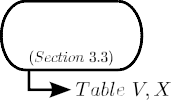 (Section 3.3)
Table V, X